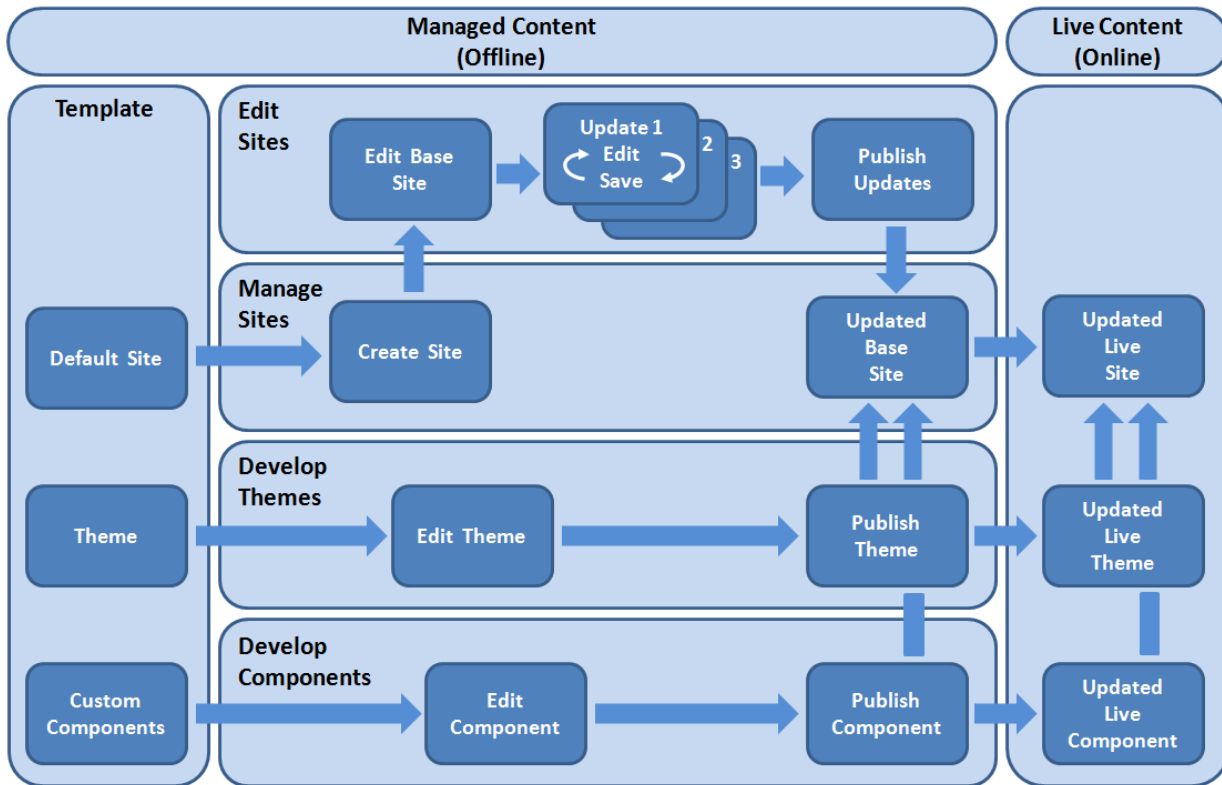 Managed Content
(Offline)
Live Content
(Online)
Template
Edit
Sites
Edit Base
Site
Update 1
Edit
Save
2
3
Publish
Updates
Manage
Sites
Default Site
Create Site
Updated
Base
Site
Updated
Live
Site
Develop
Themes
Theme
Edit Theme
Publish
Theme
Updated
Live
Theme
Develop
Components
Custom
Components
Edit
Component
Publish
Component
Updated
Live
Component